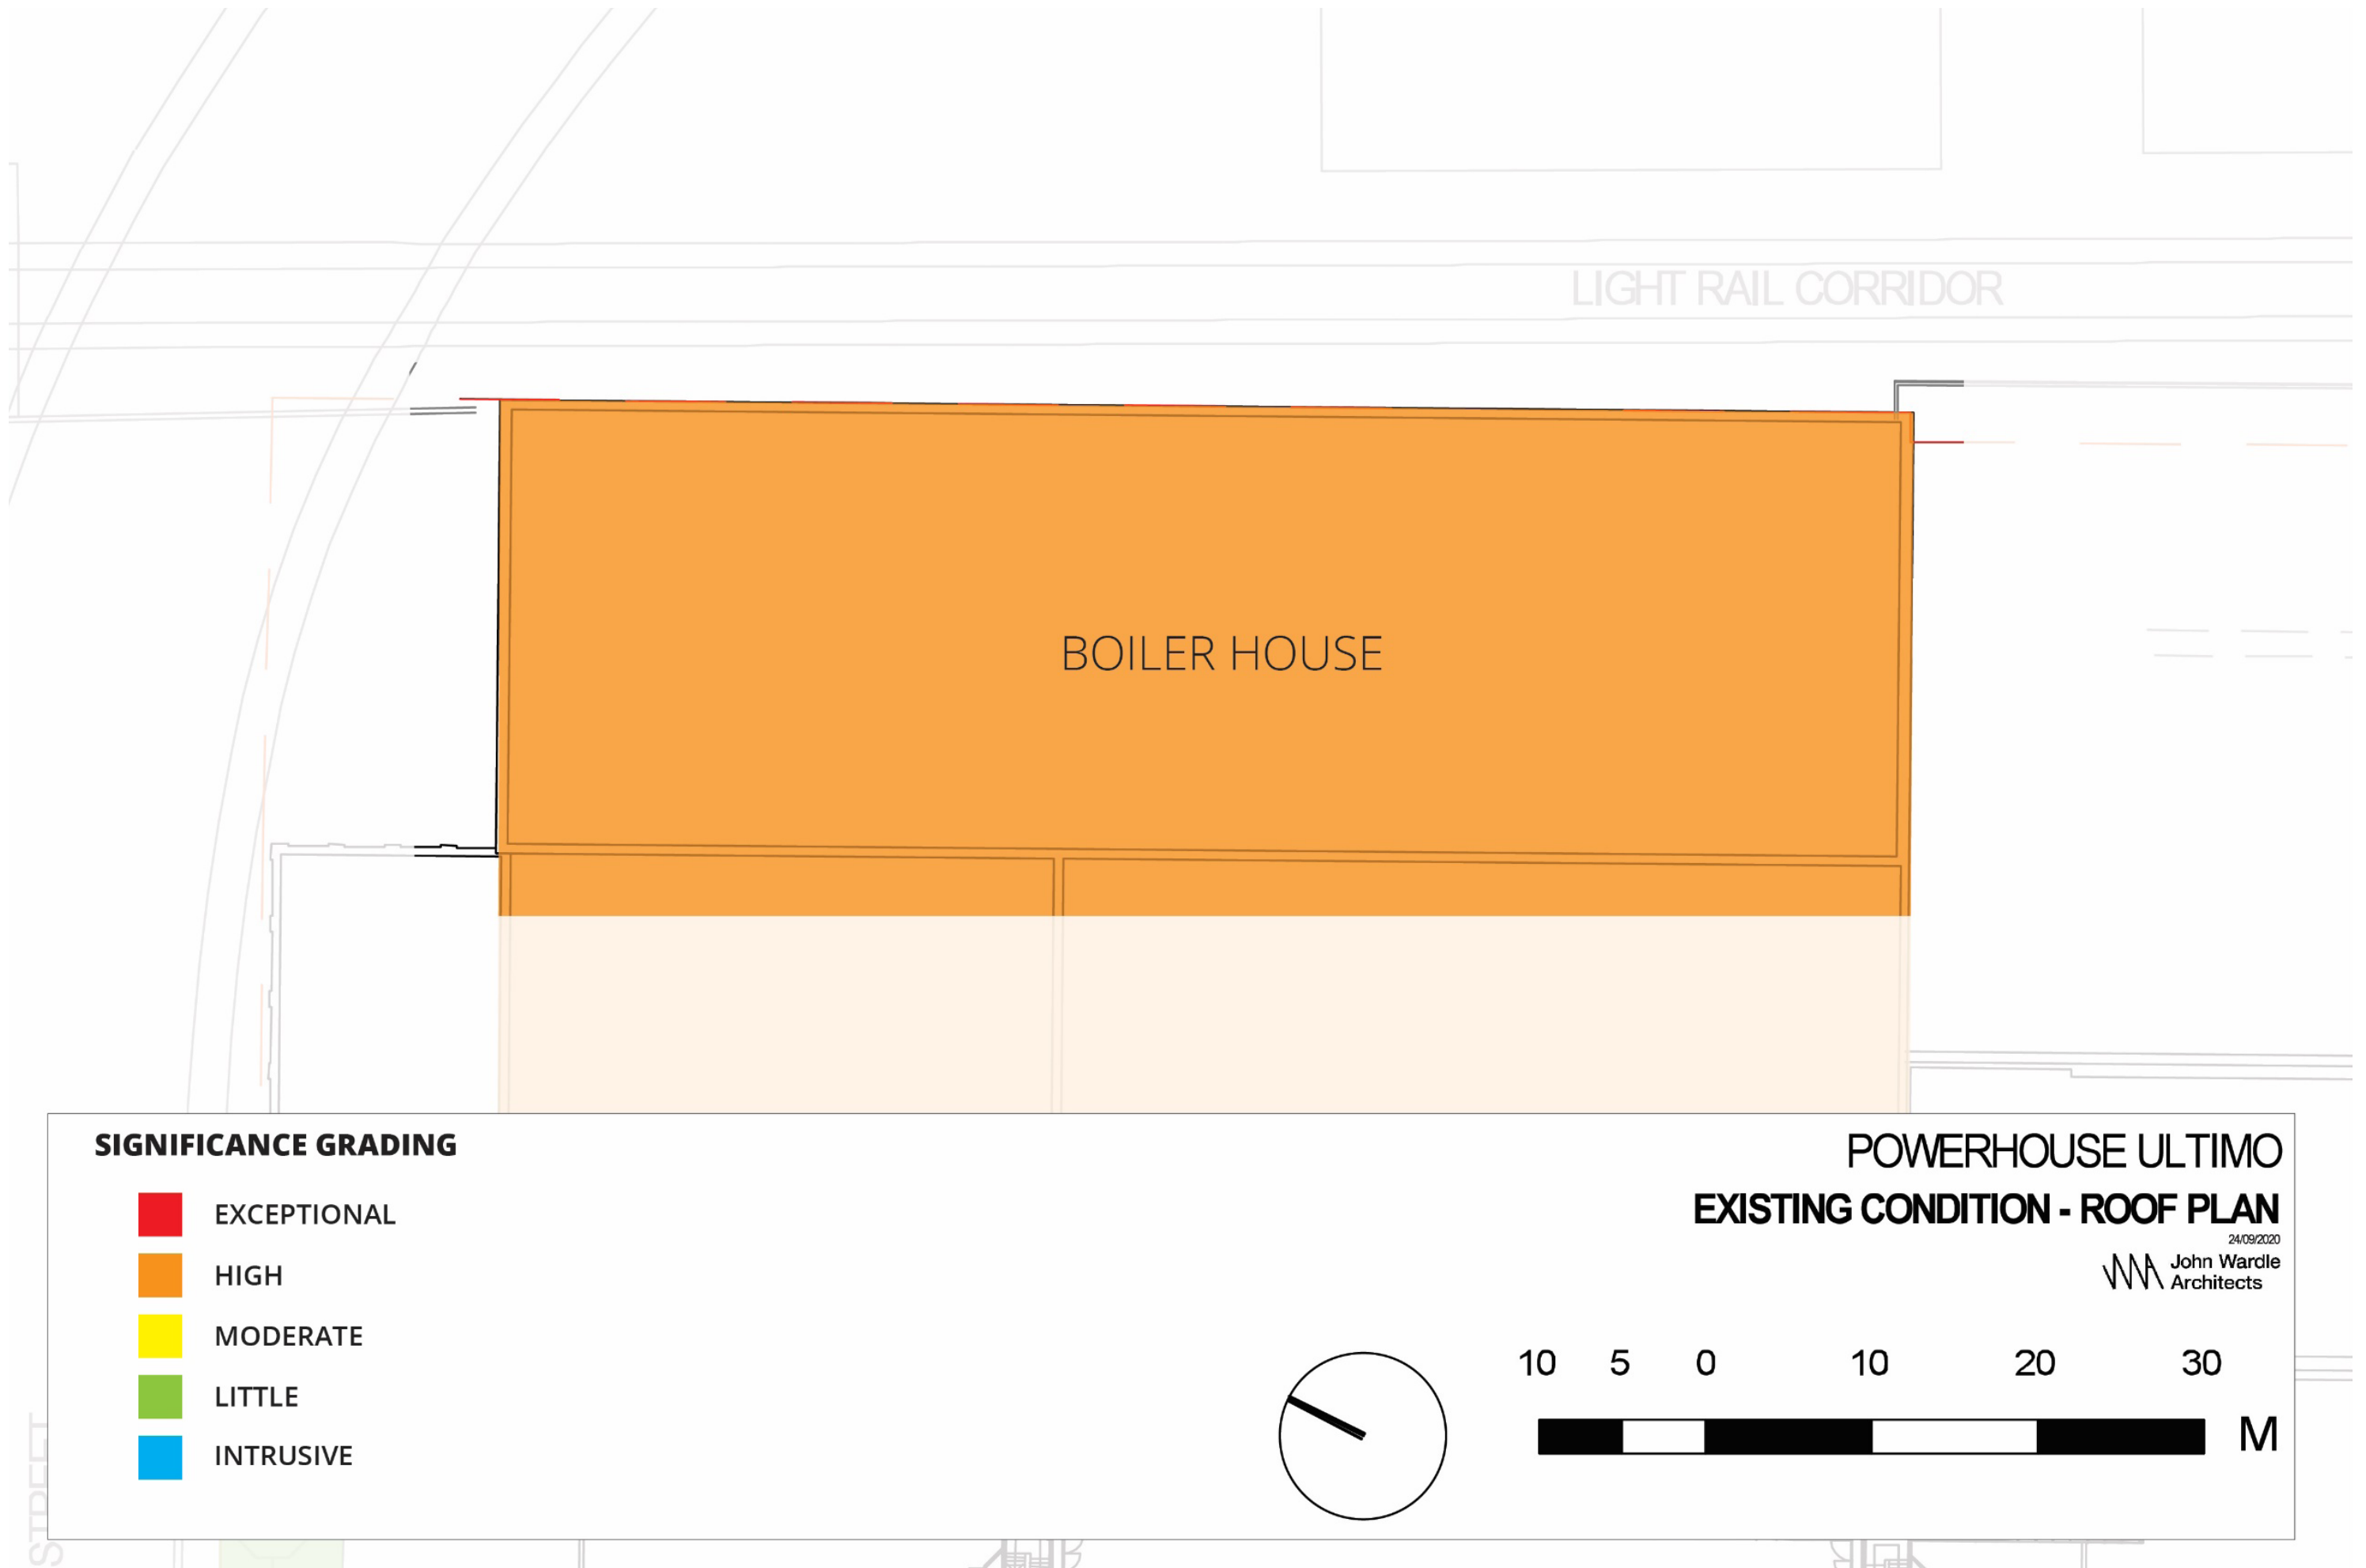 LIGHT RAIL CORRIDOR
BOILER HOUSE
SIGNIFICANCE GRADING
EXCEPTIONAL
HIGH
MODERATE
LITTLE
INTRUSIVE
POWERHOUSE ULTIMO
EXISTING CONDITION - ROOF PLAN
24/09/2020
John Wardle
Architects
10 5 0 10 20 30
M
STREET